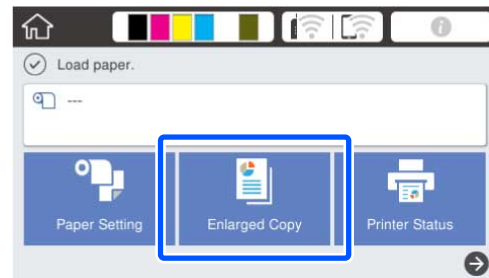 Load paper.
---
Paper Setting
Enlarged Copy
Printer Status